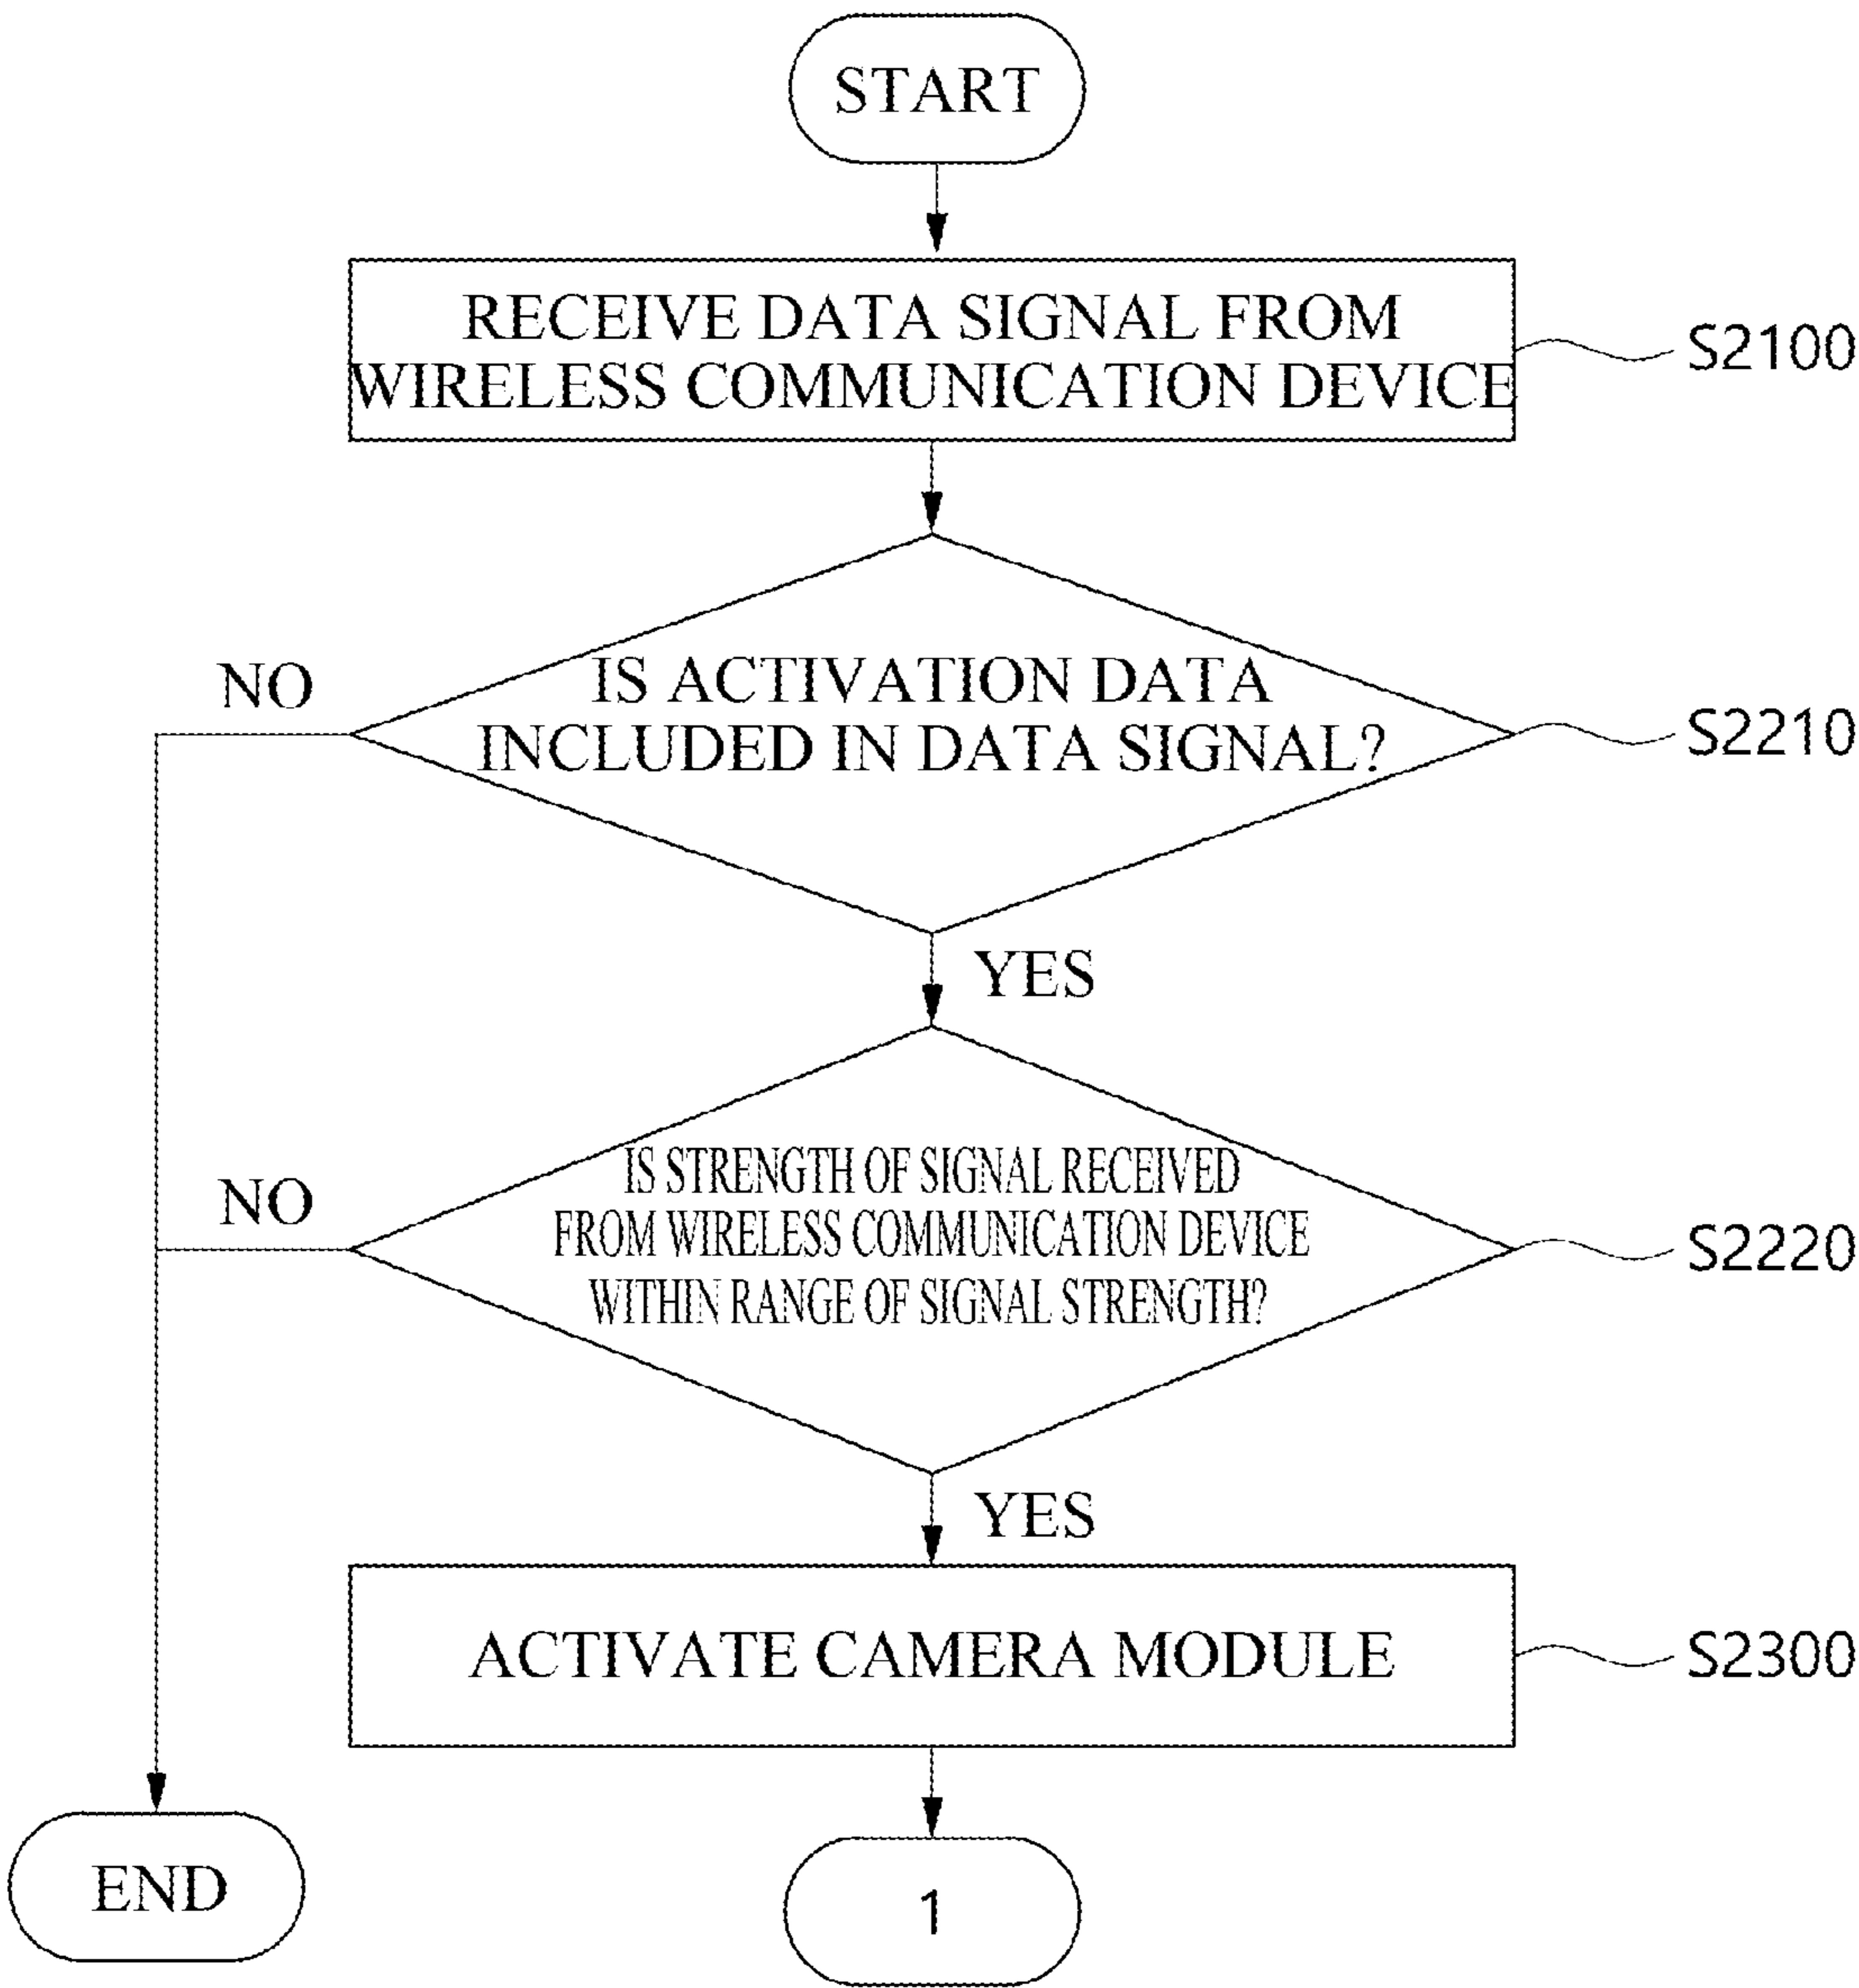 START
RECEIVE DATA SIGNAL FROM
WIRELESS COMMUNICATION DEVICE
S2100
IS ACTIVATION DATA
INCLUDED IN DATA SIGNAL?
NO
S2210
YES
IS STRENGTH OF SIGNAL RECEIVED
FROM WIRELESS COMMUNICATION DEVICE
WITHIN RANGE OF SIGNAL STRENGTH?
NO
S2220
YES
ACTIVATE CAMERA MODULE
S2300
END
1